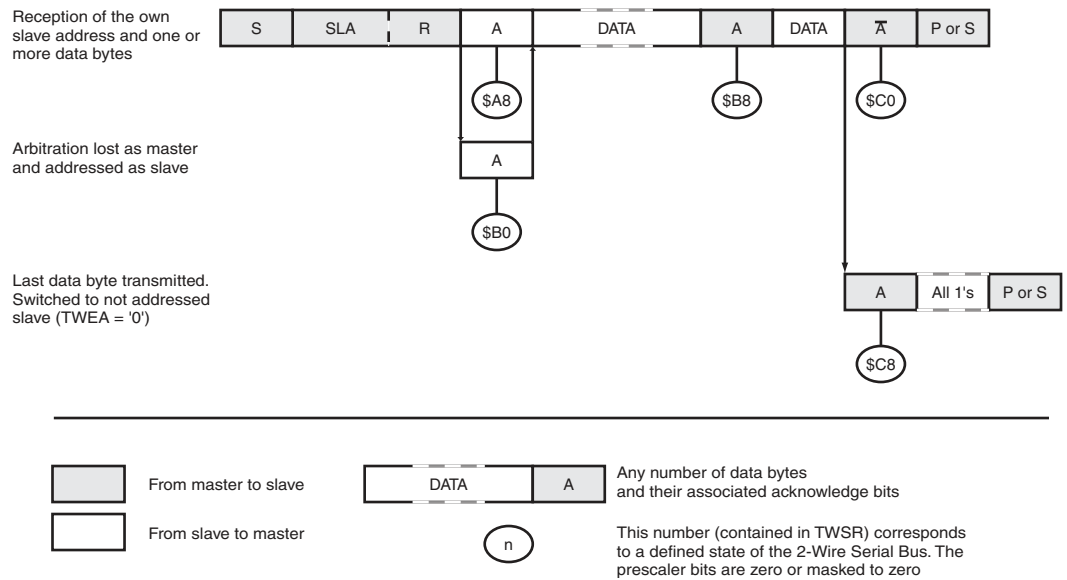 Reception of the own
slave address and one or
more data bytes
S SLA R A DATA A DATA A̅ P or S
$A8 $B8 $C0
Arbitration lost as master
and addressed as slave
A
$B0
Last data byte transmitted.
Switched to not addressed
slave (TWEA = '0')
A All 1's P or S
$C8
From master to slave
From slave to master
DATA A
Any number of data bytes
and their associated acknowledge bits
n
This number (contained in TWSR) corresponds
to a defined state of the 2-Wire Serial Bus. The
prescaler bits are zero or masked to zero